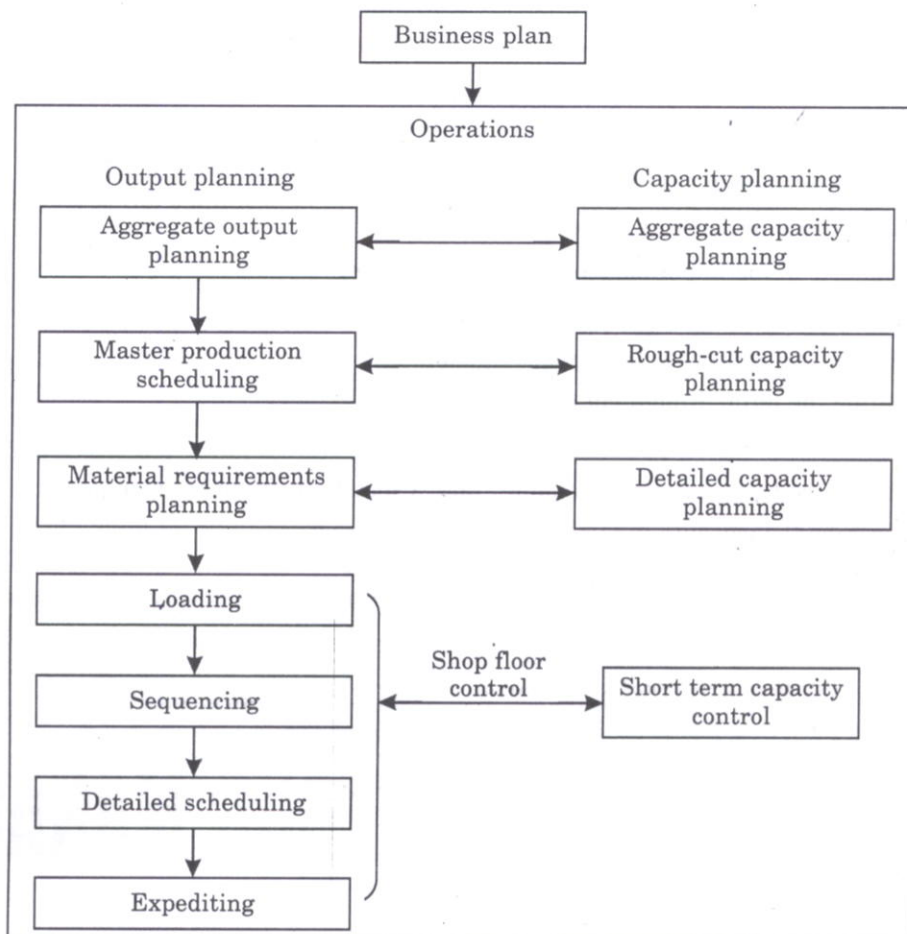 Business plan
Operations
Output planning
Capacity planning
Aggregate output
planning
Aggregate capacity
planning
Master production
scheduling
Rough-cut capacity
planning
Material requirements
planning
Detailed capacity
planning
Loading
Shop floor
control
Sequencing
Short term capacity
control
Detailed scheduling
Expediting